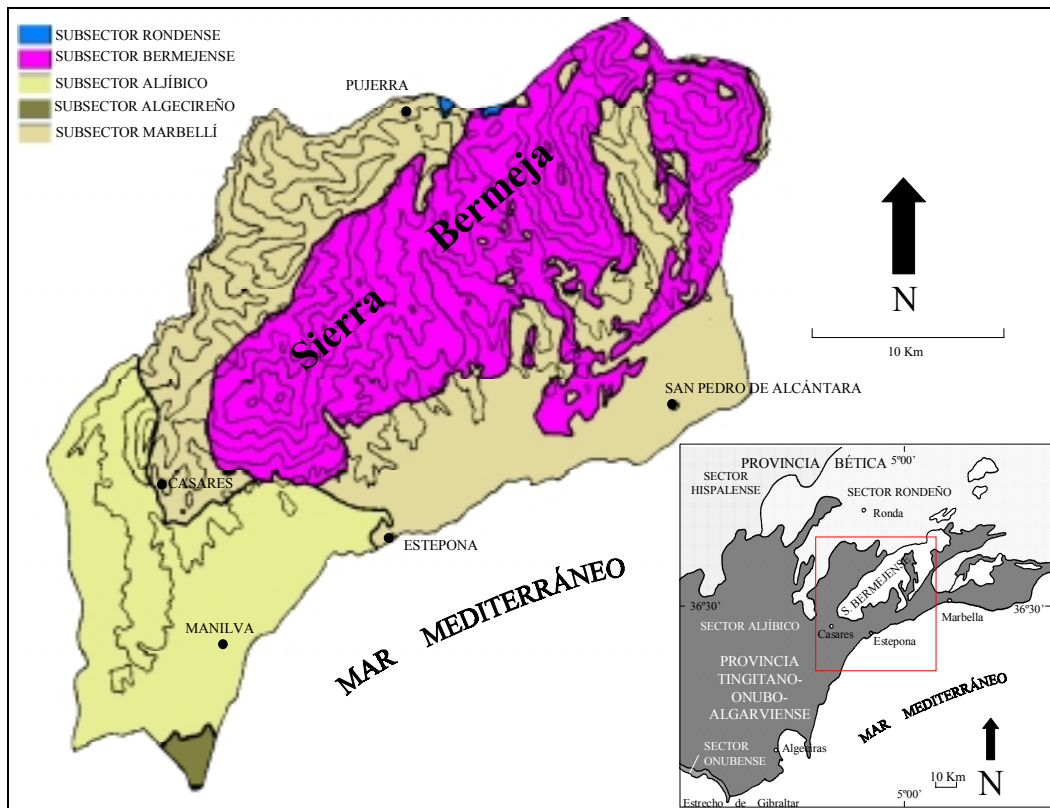 SUBSECTOR RONDENSE
SUBSECTOR BERMEJENSE
SUBSECTOR ALJÍBICO
SUBSECTOR ALGECIREÑO
SUBSECTOR MARBELLÍ
PUJERRA
Sierra Bermeja
N
10 Km
SAN PEDRO DE ALCÁNTARA
CASARES
ESTEPONA
MANILVA
MAR MEDITERRÁNEO
PROVINCIA BÉTICA
5°00'
SECTOR
HISPALENSE
SECTOR RONDEÑO
Ronda
S. BERMEJENSE
36°30'
36°30'
Marbella
SECTOR ALJÍBICO
Casares
Estepona
PROVINCIA
TINGITANO-
ONUBO-
ALGARVIENSE
MAR MEDITERRÁNEO
SECTOR
ONUBENSE
Algeciras
10 Km
N
Estrecho de Gibraltar
5°00'